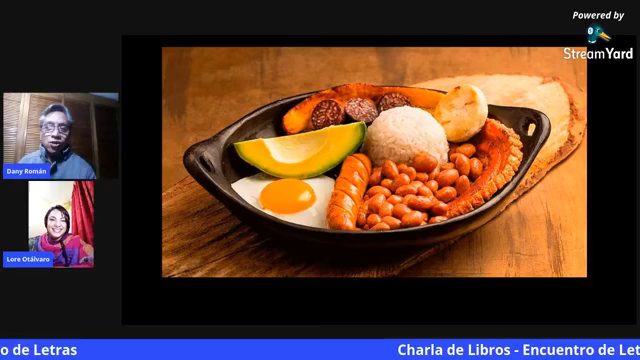 Powered by
StreamYard
Dany Román
Lore Otálvaro
o de Letras
Charla de Libros - Encuentro de Let